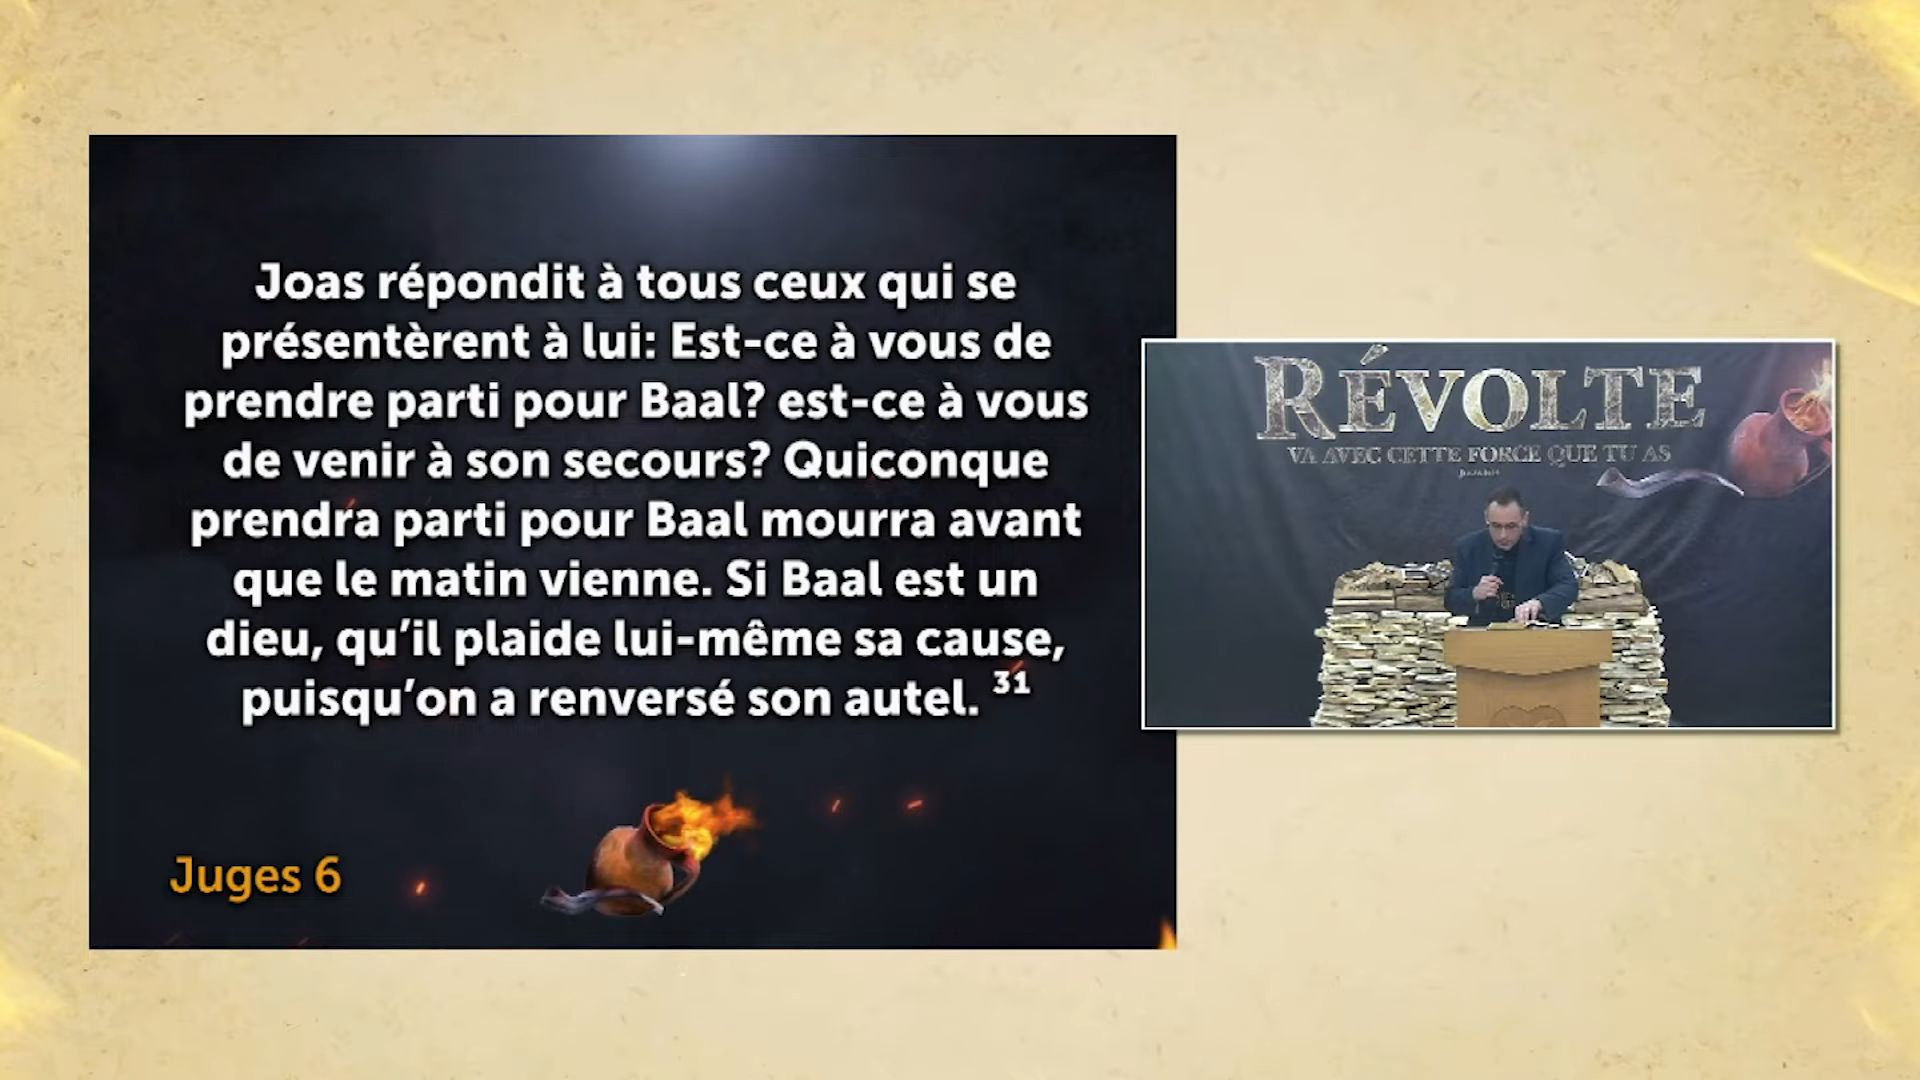 Joas répondit à tous ceux qui se
présentèrent à lui: Est-ce à vous de
prendre parti pour Baal? est-ce à vous
de venir à son secours? Quiconque
prendra parti pour Baal mourra avant
que le matin vienne. Si Baal est un
dieu, qu’il plaide lui-même sa cause,
puisqu’on a renversé son autel. 31
Juges 6
RÉVOLTE
VA AVEC CETTE FORCE QUE TU AS